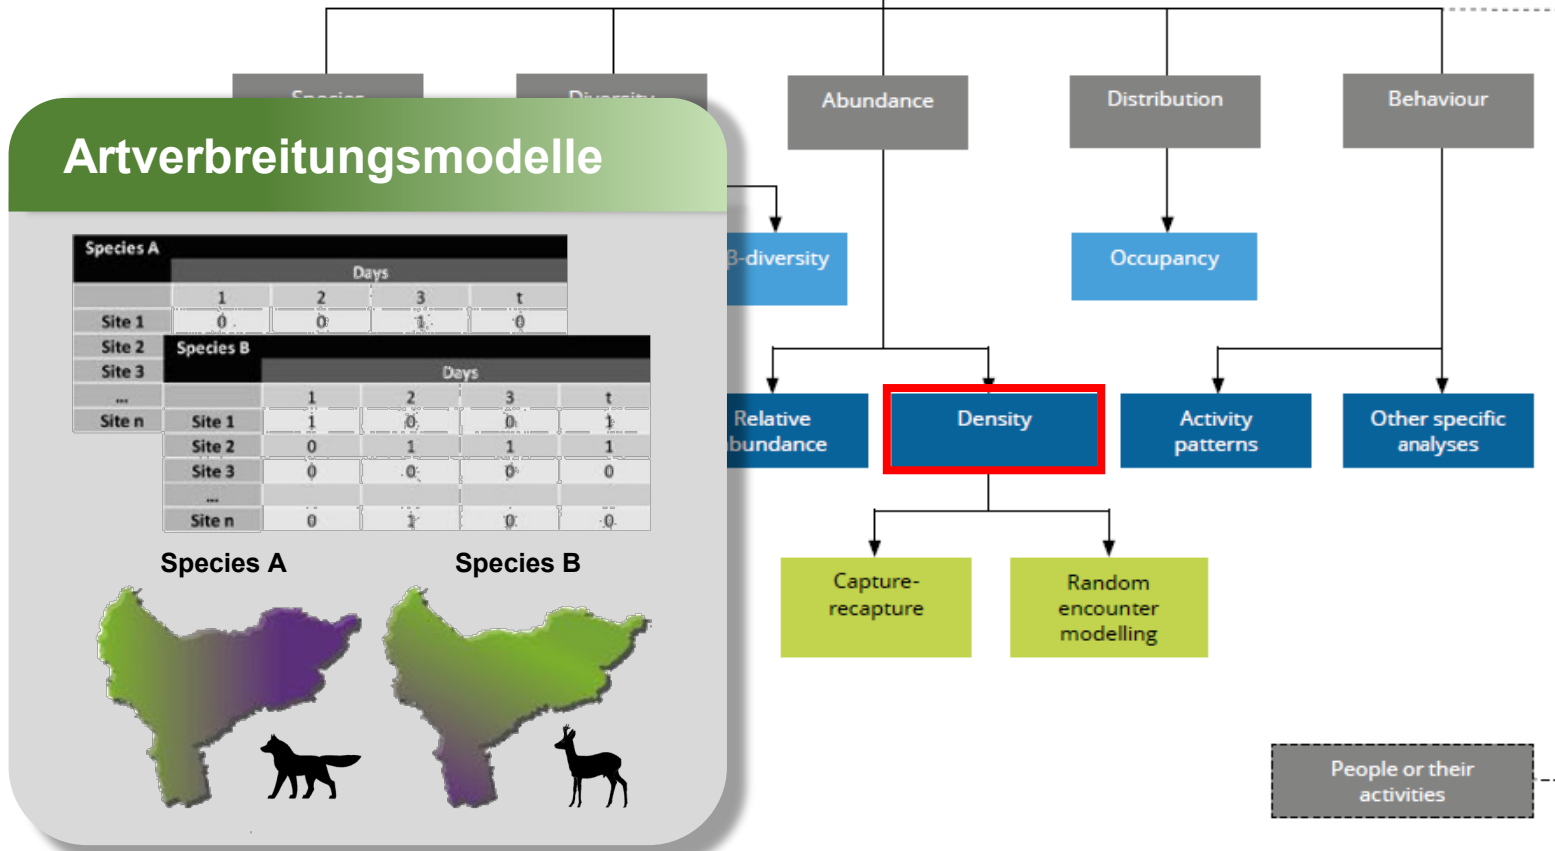 Species
Diversity
Abundance
Distribution
Behaviour
Artverbreitungsmodelle
β-diversity
Occupancy
Species A
Days
1 2 3 t
Site 1 0 0 1 0
Site 2
Site 3
...
Site n
Species B
Days
1 2 3 t
Site 1 1 0 0 1
Site 2 0 1 1 1
Site 3 0 0 0 0
...
Site n 0 1 0 0
Relative
abundance
Density
Activity
patterns
Other specific
analyses
Species A
Species B
Capture-
recapture
Random
encounter
modelling
People or their
activities